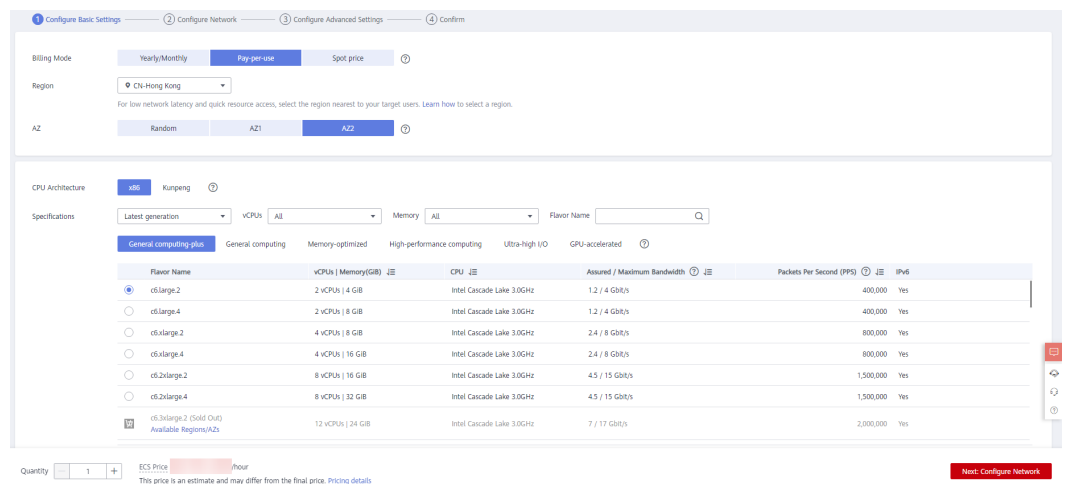 1 Configure Basic Settings 2 Configure Network 3 Configure Advanced Settings 4 Confirm
Billing Mode Yearly/Monthly Pay-per-use Spot price ?
Region CN-Hong Kong
For low network latency and quick resource access, select the region nearest to your target users. Learn how to select a region.
AZ Random AZ1 AZ2 ?
CPU Architecture x86 Kunpeng ?
Specifications Latest generation vCPUs All Memory All Flavor Name
General computing-plus General computing Memory-optimized High-performance computing Ultra-high I/O GPU-accelerated ?
Flavor Name vCPUs | Memory(GiB) CPU Assured / Maximum Bandwidth ? Packets Per Second (PPS) ? IPv6
c6.large.2 2 vCPUs | 4 GiB Intel Cascade Lake 3.0GHz 1.2 / 4 Gbit/s 400,000 Yes
c6.large.4 2 vCPUs | 8 GiB Intel Cascade Lake 3.0GHz 1.2 / 4 Gbit/s 400,000 Yes
c6.xlarge.2 4 vCPUs | 8 GiB Intel Cascade Lake 3.0GHz 2.4 / 8 Gbit/s 800,000 Yes
c6.xlarge.4 4 vCPUs | 16 GiB Intel Cascade Lake 3.0GHz 2.4 / 8 Gbit/s 800,000 Yes
c6.2xlarge.2 8 vCPUs | 16 GiB Intel Cascade Lake 3.0GHz 4.5 / 15 Gbit/s 1,500,000 Yes
c6.2xlarge.4 8 vCPUs | 32 GiB Intel Cascade Lake 3.0GHz 4.5 / 15 Gbit/s 1,500,000 Yes
c6.3xlarge.2 (Sold Out) 12 vCPUs | 24 GiB Intel Cascade Lake 3.0GHz 7 / 17 Gbit/s 2,000,000 Yes
Available Regions/AZs
Quantity 1 + ECS Price /hour Next: Configure Network
This price is an estimate and may differ from the final price. Pricing details